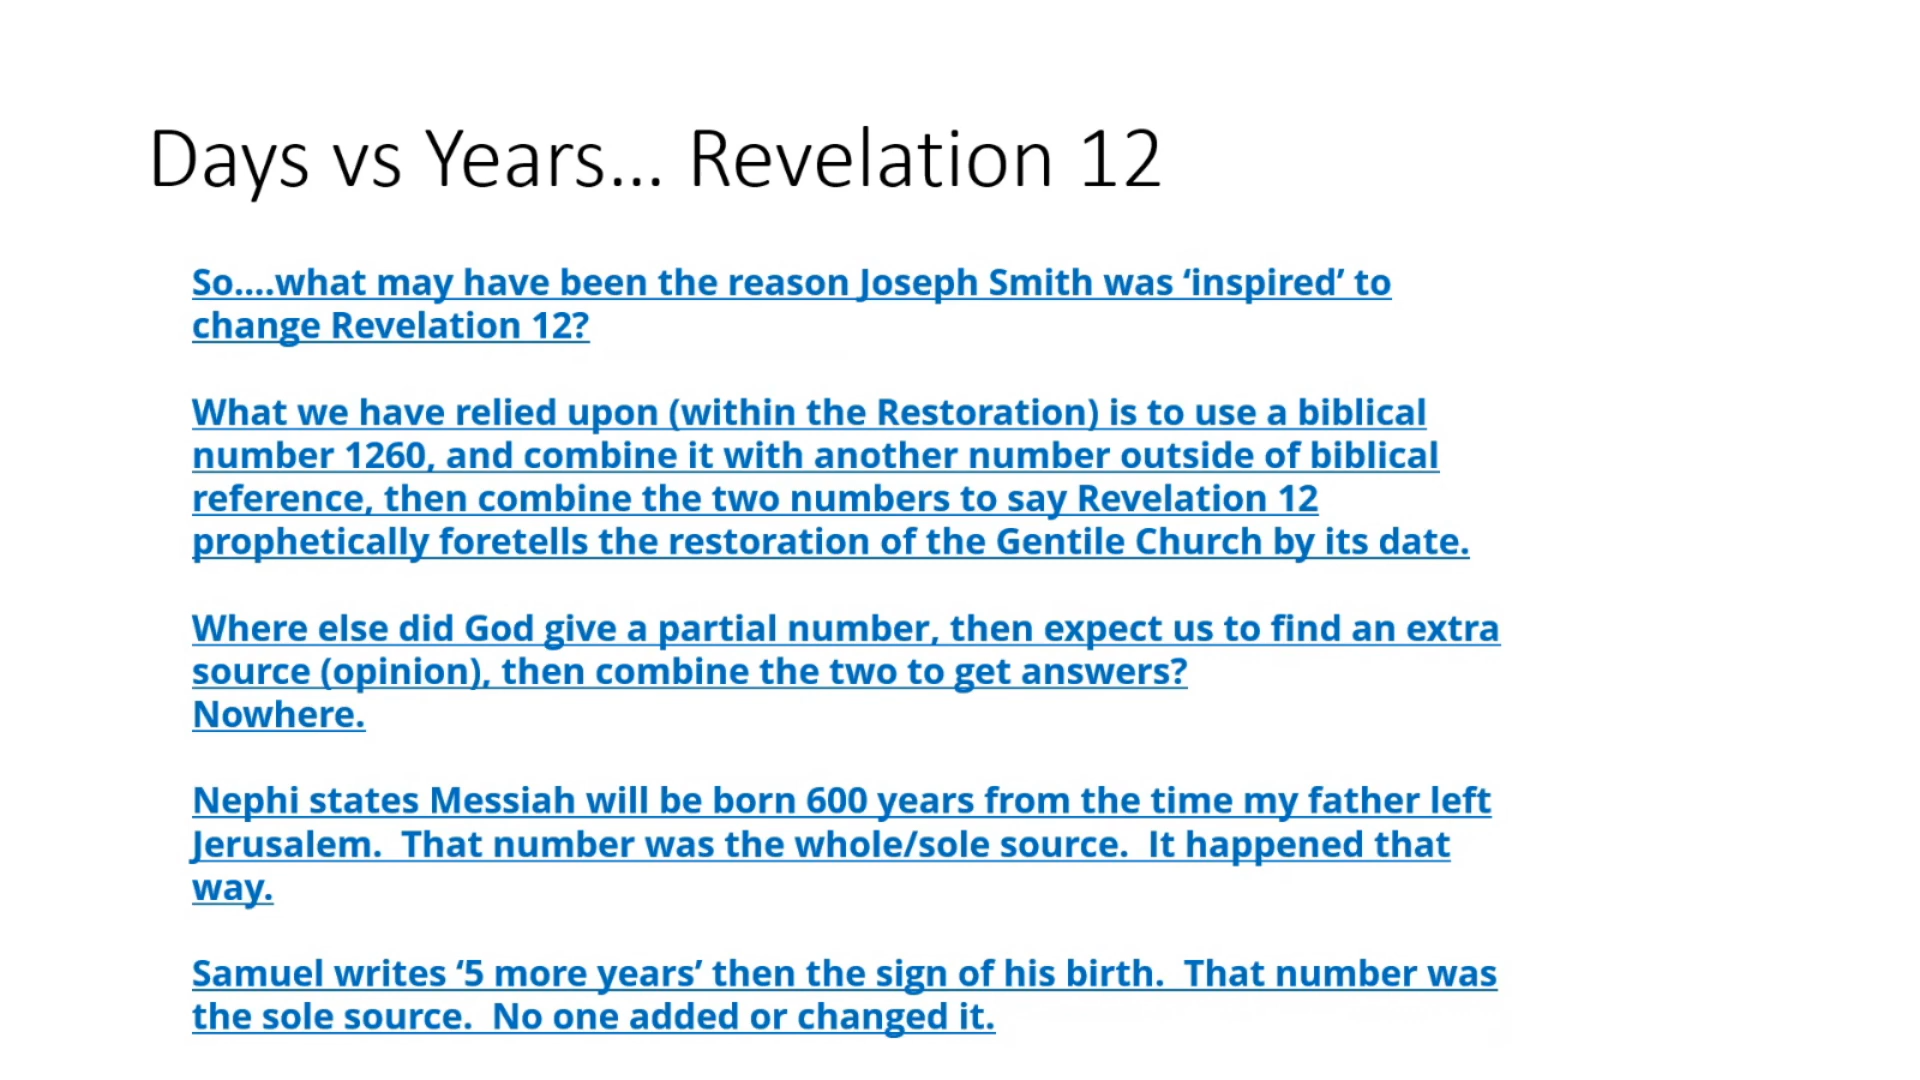 Days vs Years... Revelation 12
So....what may have been the reason Joseph Smith was ‘inspired’ to
change Revelation 12?
What we have relied upon (within the Restoration) is to use a biblical
number 1260, and combine it with another number outside of biblical
reference, then combine the two numbers to say Revelation 12
prophetically foretells the restoration of the Gentile Church by its date.
Where else did God give a partial number, then expect us to find an extra
source (opinion), then combine the two to get answers?
Nowhere.
Nephi states Messiah will be born 600 years from the time my father left
Jerusalem.  That number was the whole/sole source.  It happened that
way.
Samuel writes ‘5 more years’ then the sign of his birth.  That number was
the sole source.  No one added or changed it.